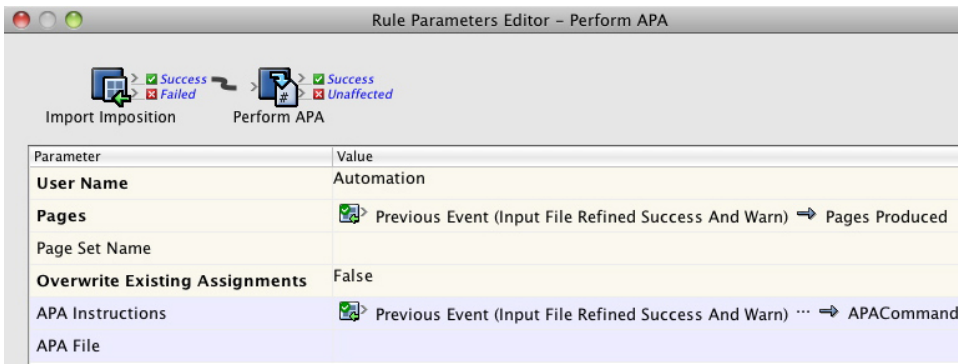 Rule Parameters Editor – Perform APA
Success
Failed
Success
Unaffected
Import Imposition
Perform APA
Parameter Value
User Name Automation
Pages Previous Event (Input File Refined Success And Warn) ➾ Pages Produced
Page Set Name
Overwrite Existing Assignments False
APA Instructions Previous Event (Input File Refined Success And Warn) ··· ➾ APACommand
APA File